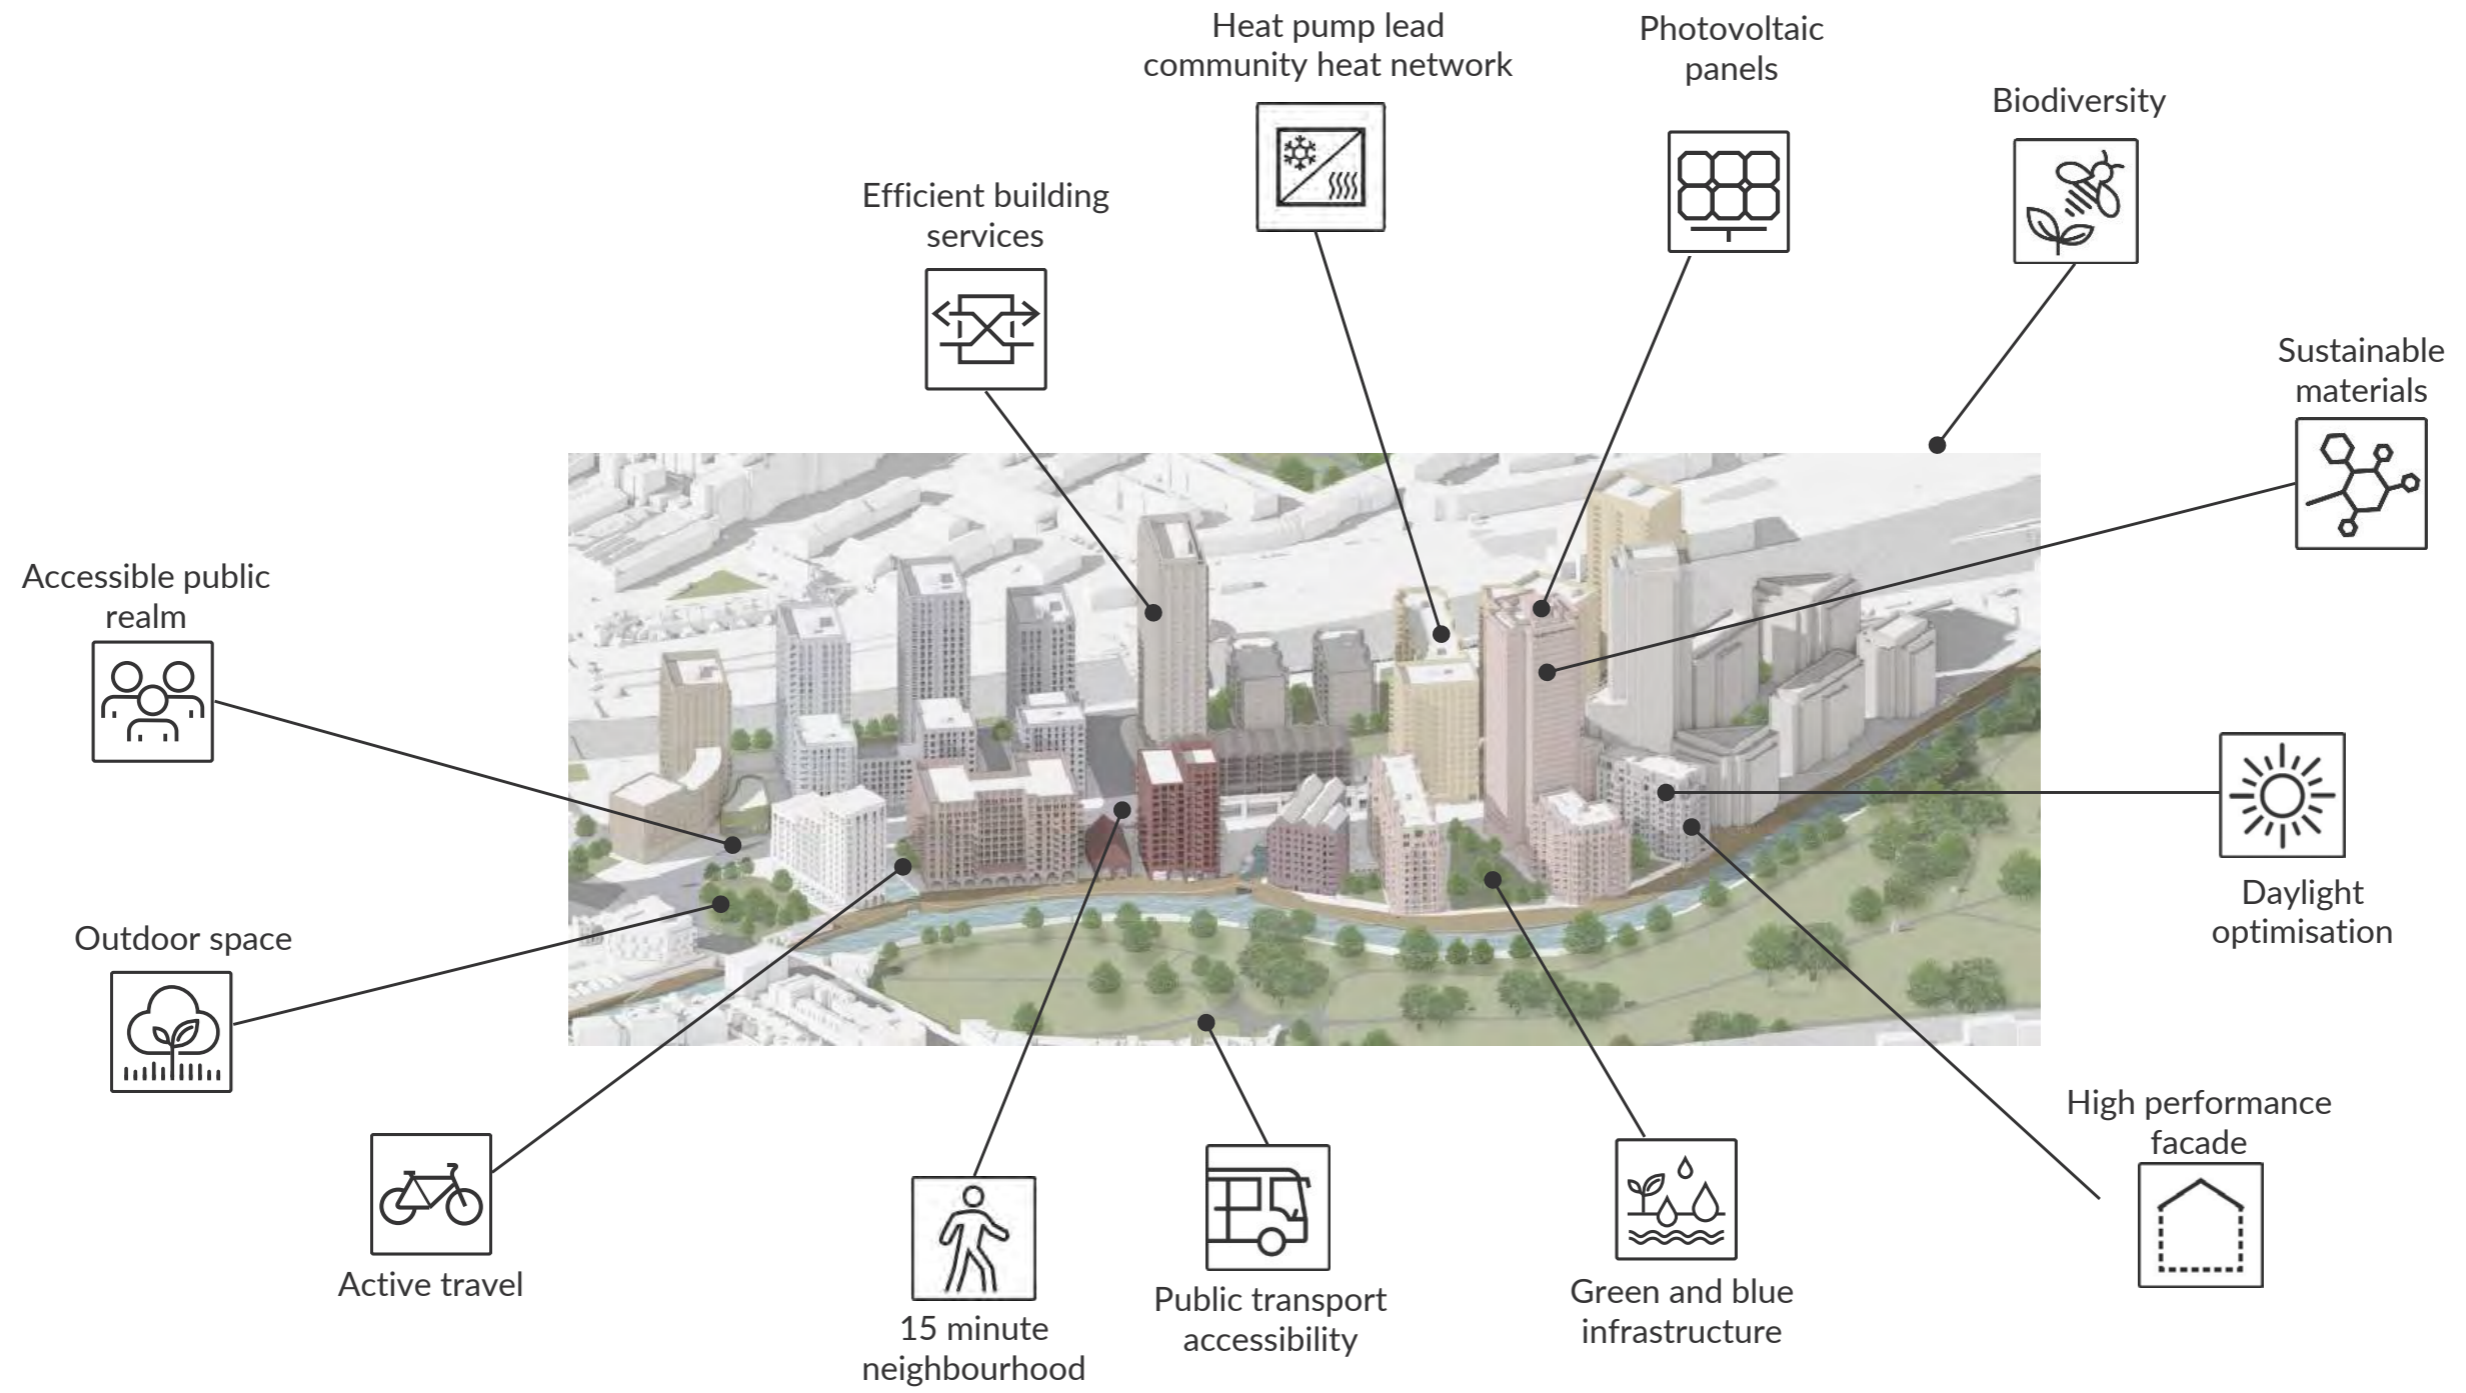 Heat pump lead
community heat network
Photovoltaic
panels
Biodiversity
Efficient building
services
Sustainable
materials
Accessible public
realm
Daylight
optimisation
Outdoor space
High performance
facade
Active travel
15 minute
neighbourhood
Public transport
accessibility
Green and blue
infrastructure